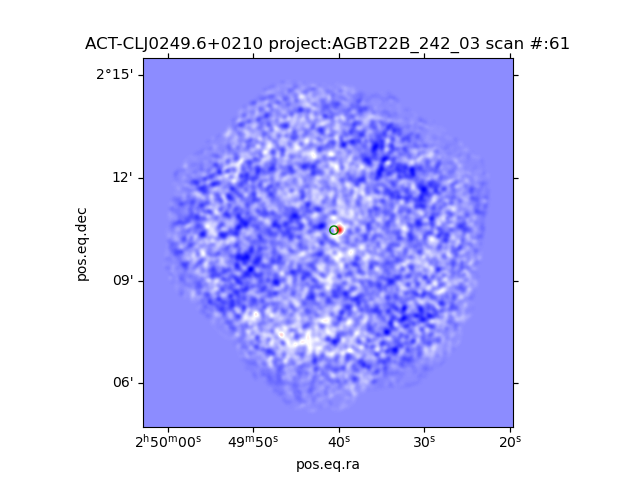 ACT-CLJ0249.6+0210 project:AGBT22B_242_03 scan #:61
2°15'
12'
09'
06'
pos.eq.dec
2h50m00s 49m50s 40s 30s 20s
pos.eq.ra